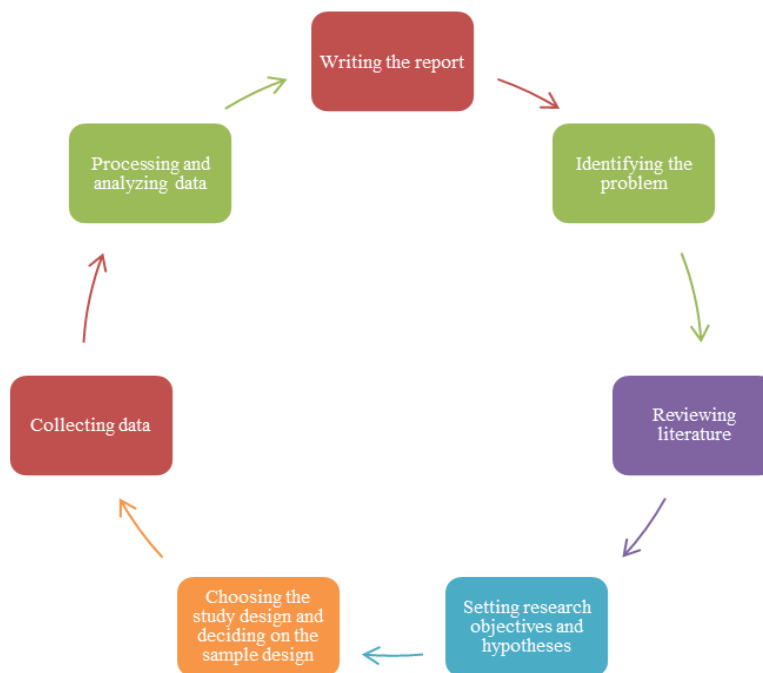 Writing the report
Identifying the
problem
Reviewing
literature
Setting research
objectives and
hypotheses
Choosing the
study design and
deciding on the
sample design
Collecting data
Processing and
analyzing data